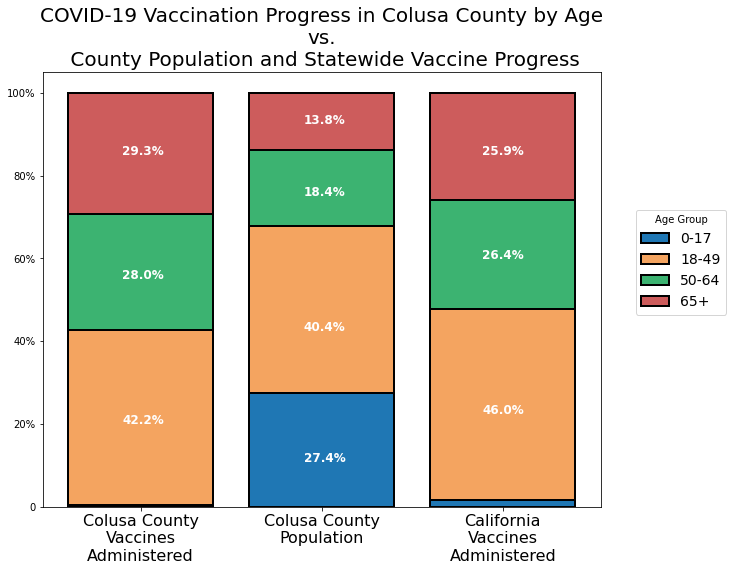 COVID-19 Vaccination Progress in Colusa County by Age
vs.
County Population and Statewide Vaccine Progress
100%
80%
60%
40%
20%
0
29.3%
28.0%
42.2%
13.8%
18.4%
40.4%
27.4%
25.9%
26.4%
46.0%
Colusa County
Vaccines
Administered
Colusa County
Population
California
Vaccines
Administered
Age Group
0-17
18-49
50-64
65+